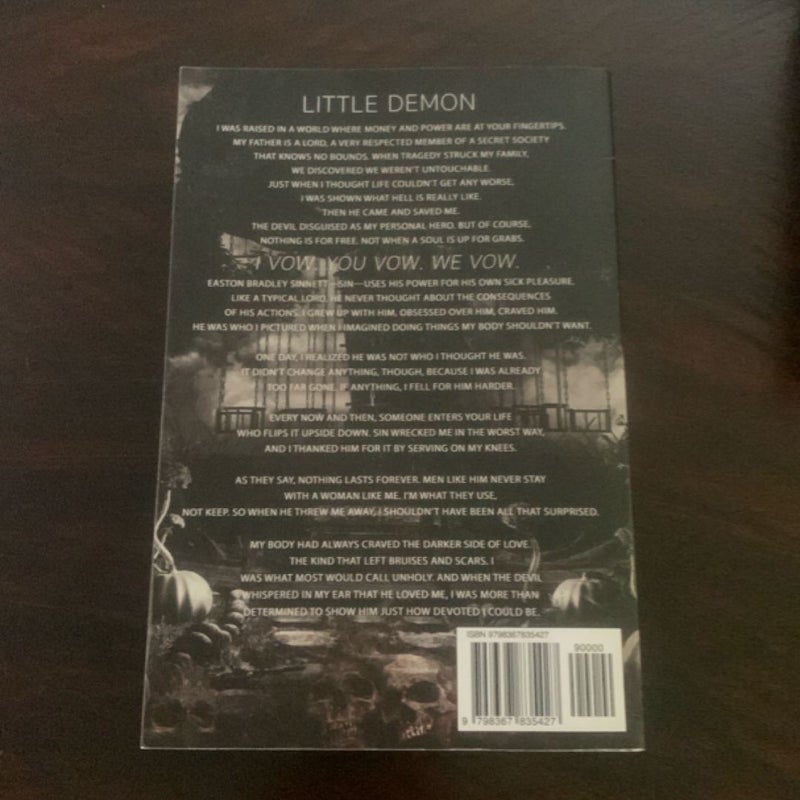 LITTLE DEMON
I WAS RAISED IN A WORLD WHERE MONEY AND POWER ARE AT YOUR FINGERTIPS.
MY FATHER IS A LORD, A VERY RESPECTED MEMBER OF A SECRET SOCIETY
THAT KNOWS NO BOUNDS. WHEN TRAGEDY STRUCK MY FAMILY,
WE DISCOVERED WE WEREN'T UNTOUCHABLE.
JUST WHEN I THOUGHT LIFE COULDN'T GET ANY WORSE,
I WAS SHOWN WHAT HELL IS REALLY LIKE.
THEN HE CAME AND SAVED ME.
THE DEVIL DISGUISED AS MY PERSONAL HERO. BUT OF COURSE,
NOTHING IS FOR FREE. NOT WHEN A SOUL IS UP FOR GRABS.
I VOW. YOU VOW. WE VOW.
EASTON BRADLEY SINNETT—SIN—USES HIS POWER FOR HIS OWN SICK PLEASURE.
LIKE A TYPICAL LORD, HE NEVER THOUGHT ABOUT THE CONSEQUENCES
OF HIS ACTIONS. I GREW UP WITH HIM, OBSESSED OVER HIM, CRAVED HIM.
HE WAS WHO I PICTURED WHEN I IMAGINED DOING THINGS MY BODY SHOULDN'T WANT.
ONE DAY, I REALIZED HE WAS NOT WHO I THOUGHT HE WAS.
IT DIDN'T CHANGE ANYTHING, THOUGH, BECAUSE I WAS ALREADY
TOO FAR GONE. IF ANYTHING, I FELL FOR HIM HARDER.
EVERY NOW AND THEN, SOMEONE ENTERS YOUR LIFE
WHO FLIPS IT UPSIDE DOWN. SIN WRECKED ME IN THE WORST WAY,
AND I THANKED HIM FOR IT BY SERVING ON MY KNEES.
AS THEY SAY, NOTHING LASTS FOREVER. MEN LIKE HIM NEVER STAY
WITH A WOMAN LIKE ME. I'M WHAT THEY USE,
NOT KEEP. SO WHEN HE THREW ME AWAY, I SHOULDN'T HAVE BEEN ALL THAT SURPRISED.
MY BODY HAD ALWAYS CRAVED THE DARKER SIDE OF LOVE.
THE KIND THAT LEFT BRUISES AND SCARS. I
WAS WHAT MOST WOULD CALL UNHOLY. AND WHEN THE DEVIL
WHISPERED IN MY EAR THAT HE LOVED ME, I WAS MORE THAN
DETERMINED TO SHOW HIM JUST HOW DEVOTED I COULD BE.
ISBN 9798367835427
90000
9 798367 835427